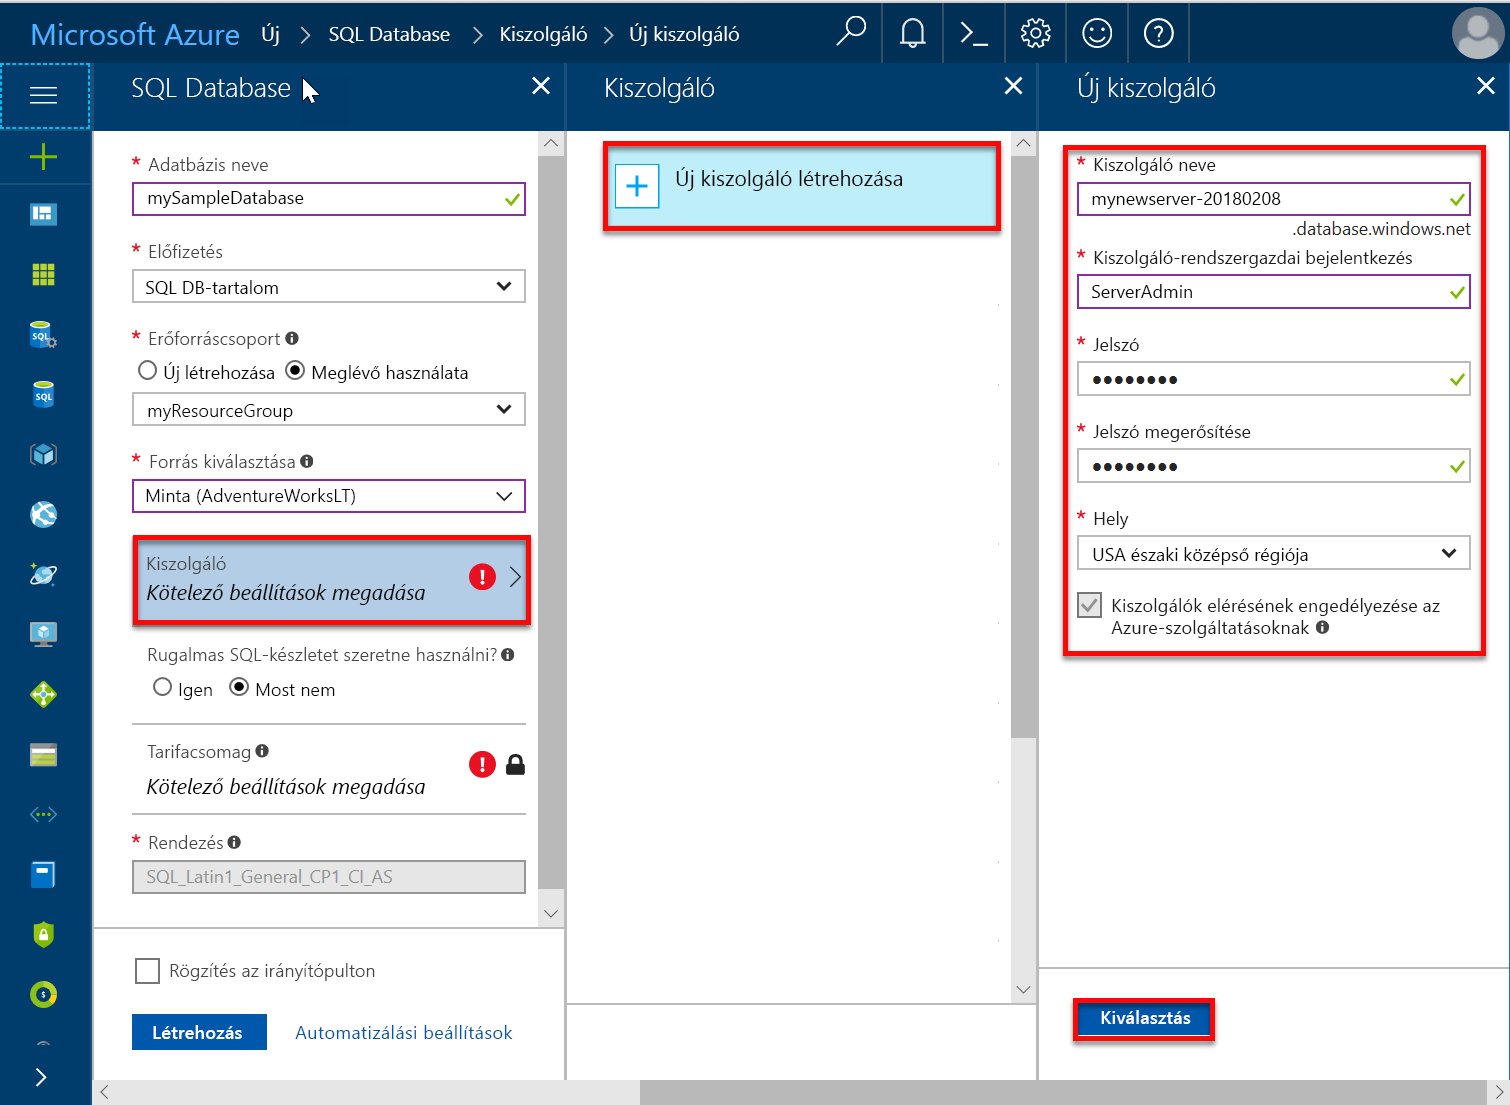 Microsoft Azure Új > SQL Database > Kiszolgáló > Új kiszolgáló
SQL Database
* Adatbázis neve
mySampleDatabase
* Előfizetés
SQL DB-tartalom
* Erőforráscsoport
Új létrehozása Meglévő használata
myResourceGroup
* Forrás kiválasztása
Minta (AdventureWorksLT)
Kiszolgáló
Kötelező beállítások megadása
Rugalmas SQL-készletet szeretne használni?
Igen Most nem
Tarifacsomag
Kötelező beállítások megadása
* Rendezés
SQL_Latin1_General_CP1_CI_AS
Rögzítés az irányítópulton
Létrehozás Automatizálási beállítások
Kiszolgáló
Új kiszolgáló létrehozása
Új kiszolgáló
* Kiszolgáló neve
mynewserver-20180208
.database.windows.net
* Kiszolgáló-rendszergazdai bejelentkezés
ServerAdmin
* Jelszó
••••••••
* Jelszó megerősítése
••••••••
* Hely
USA északi középső régiója
Kiszolgálók elérésének engedélyezése az
Azure-szolgáltatásoknak
Kiválasztás
SQL
SQL